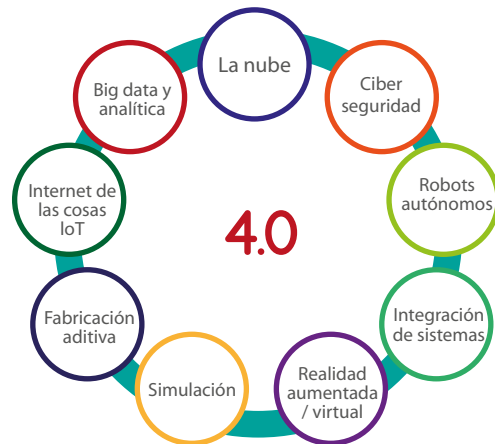 La nube
Ciber
seguridad
Robots
autónomos
Integración
de sistemas
Realidad
aumentada
/ virtual
Simulación
Fabricación
aditiva
Internet de
las cosas
IoT
Big data y
analítica
4.0